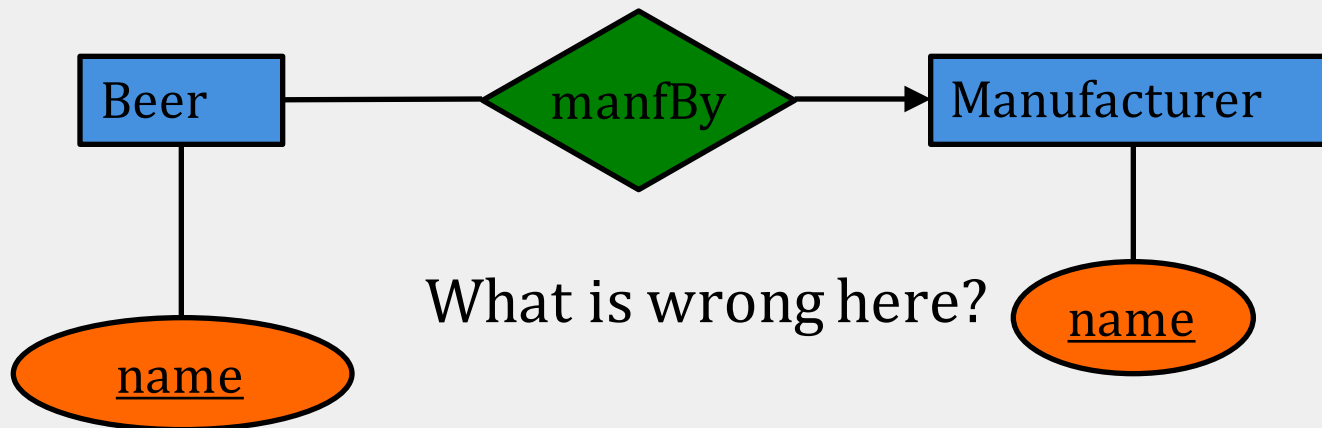 Beer
manfBy
Manufacturer
What is wrong here?
name
name